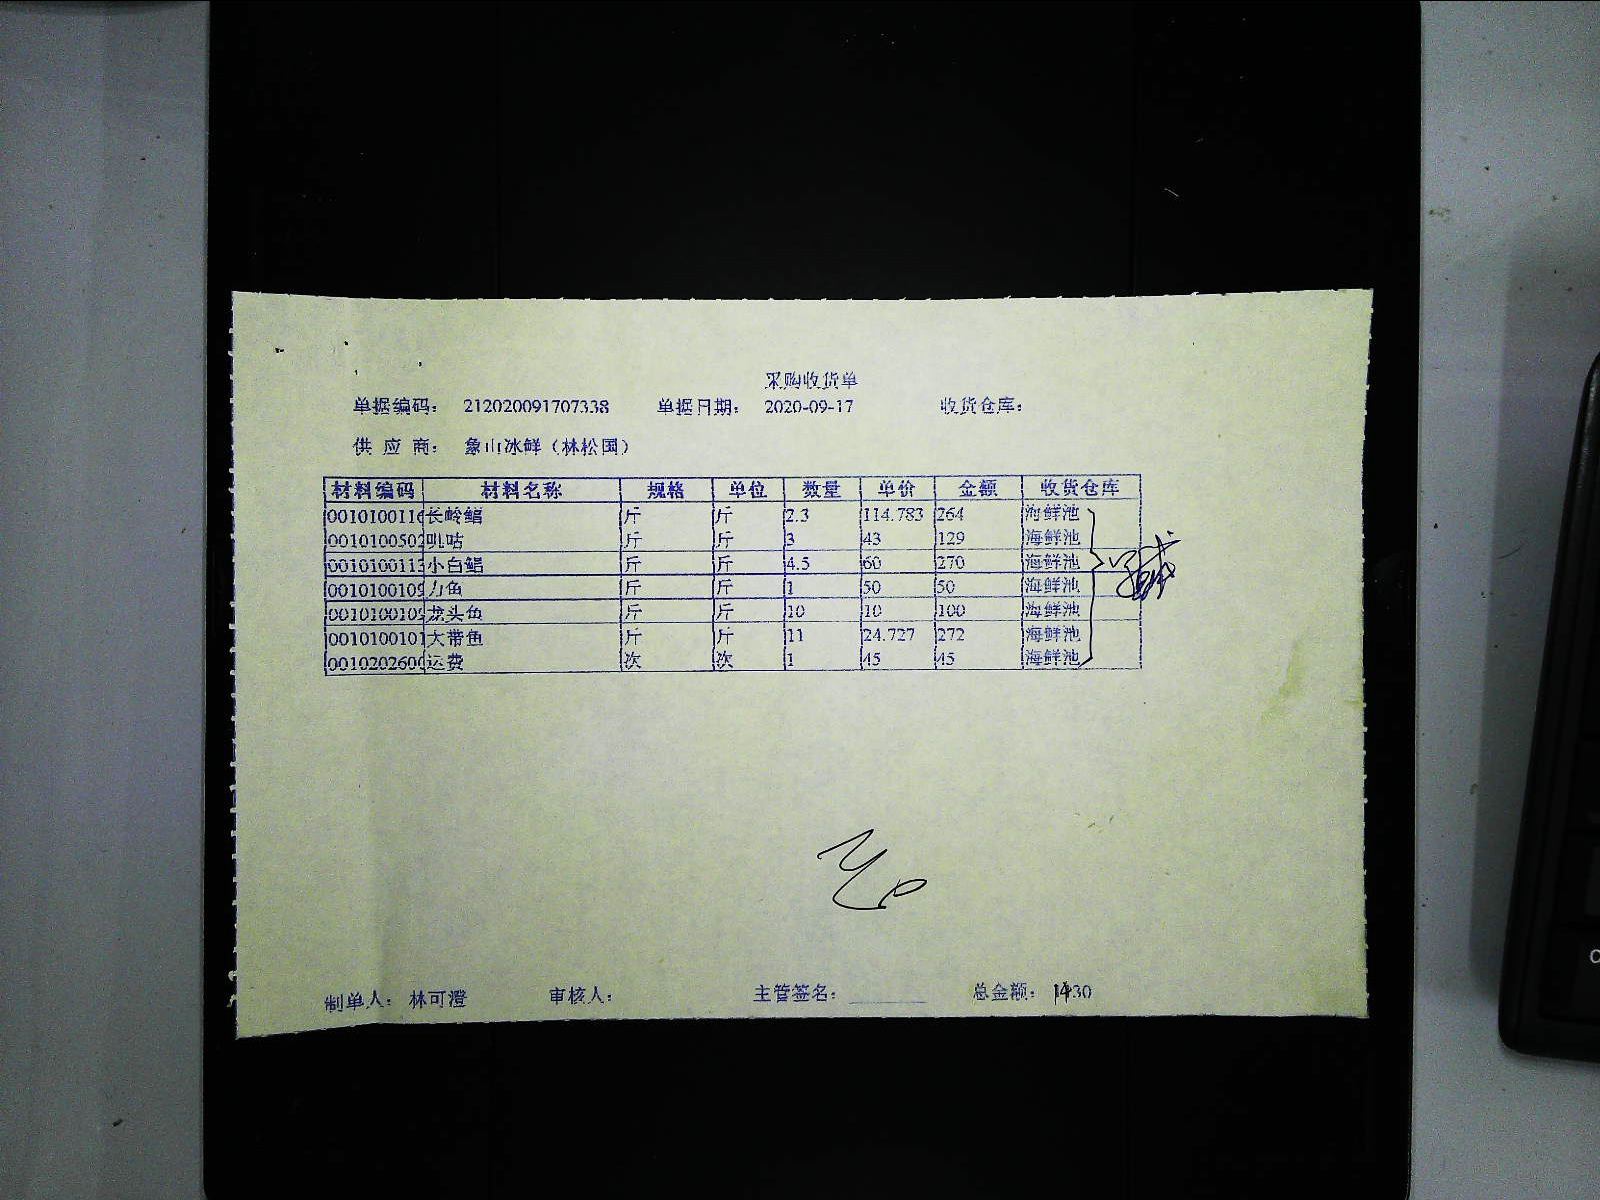 采购收货单
单据编码： 212020091707338 单据日期： 2020-09-17 收货仓库：
供 应 商： 象山冰鲜（林松国）
材料编码 材料名称 规格 单位 数量 单价 金额 收货仓库
001010011 长岭鲳 斤 斤 2.3 114.783 264 海鲜池
0010100502 叽咕 斤 斤 3 43 129 海鲜池
0010100113 小白鲳 斤 斤 4.5 60 270 海鲜池
0010100109 力鱼 斤 斤 1 50 50 海鲜池
001010010 龙头鱼 斤 斤 10 10 100 海鲜池
0010100101 大带鱼 斤 斤 11 24.727 272 海鲜池
0010202600 运费 次 次 1 45 45 海鲜池
制单人： 林可澄 审核人： 主管签名： 总金额： 1130